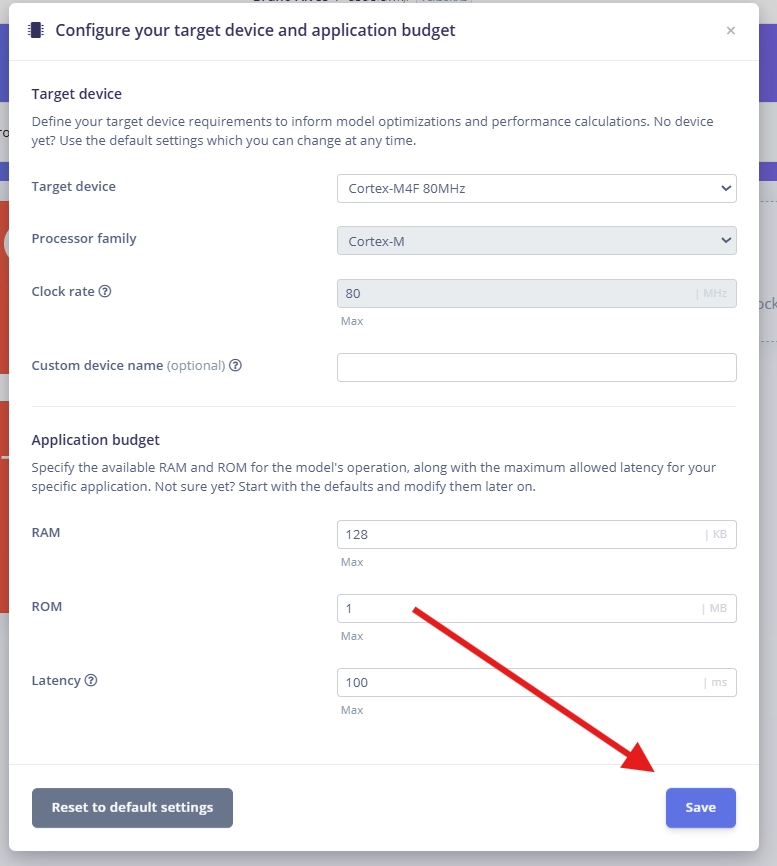 Configure your target device and application budget
×
Target device
Define your target device requirements to inform model optimizations and performance calculations. No device
yet? Use the default settings which you can change at any time.
Target device
Cortex-M4F 80MHz
Processor family
Cortex-M
Clock rate
80 | MHz
Max
Custom device name (optional)
Application budget
Specify the available RAM and ROM for the model's operation, along with the maximum allowed latency for your
specific application. Not sure yet? Start with the defaults and modify them later on.
RAM
128 | KB
Max
ROM
1 | MB
Max
Latency
100 | ms
Max
Reset to default settings
Save